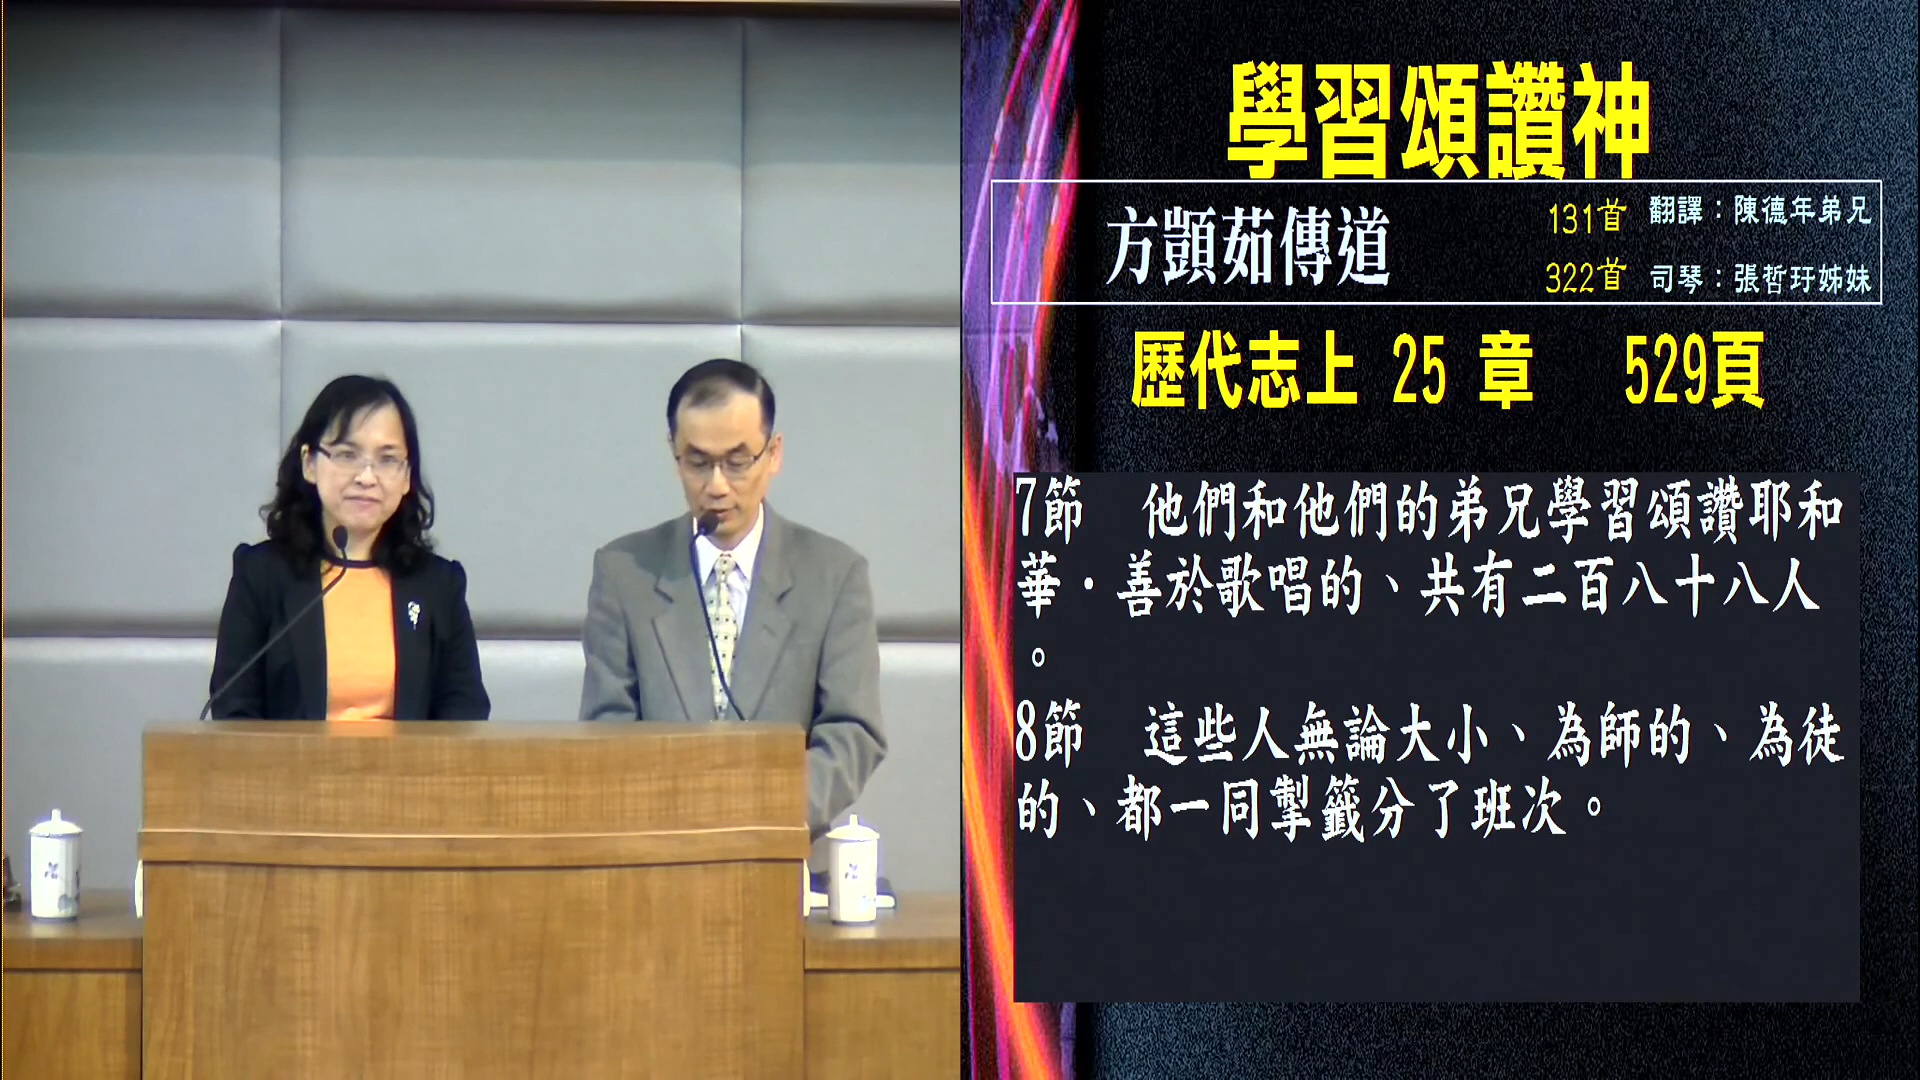 學習頌讚神
方顗茹傳道
131首 翻譯：陳德年弟兄
322首 司琴：張哲玗姊妹
歷代志上 25 章 529頁
7節 他們和他們的弟兄學習頌讚耶和
華．善於歌唱的、共有二百八十八人
。
8節 這些人無論大小、為師的、為徒
的、都一同掣籤分了班次。